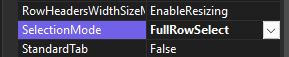 RowHeadersWidthSizeM EnableResizing
SelectionMode FullRowSelect
StandardTab False